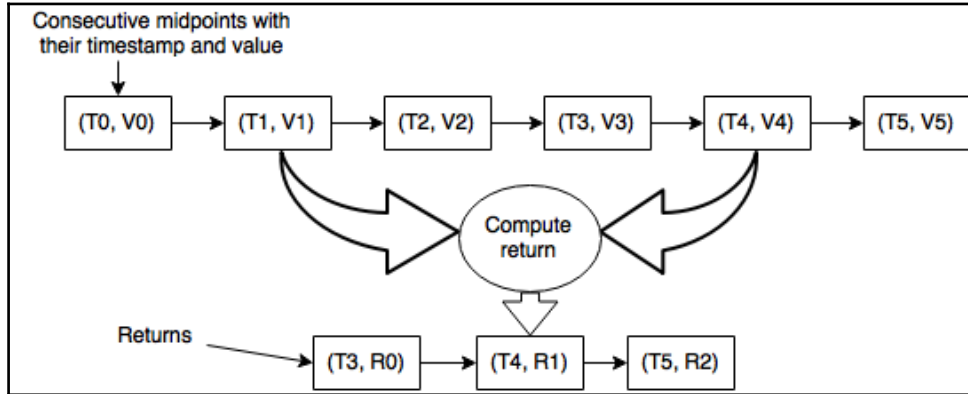 Consecutive midpoints with
their timestamp and value
(T0, V0)
(T1, V1)
(T2, V2)
(T3, V3)
(T4, V4)
(T5, V5)
Compute
return
Returns
(T3, R0)
(T4, R1)
(T5, R2)